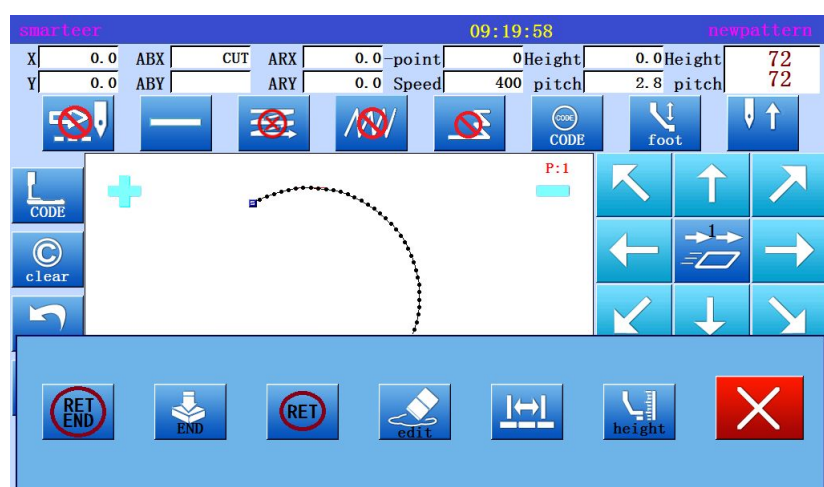 smarteer 09:19:58 newpattern
X 0.0 ABX CUT ARX 0.0 -point 0 Height 0.0 Height 72
Y 0.0 ABY ARY 0.0 Speed 400 pitch 2.8 pitch 72
CODE
CODE foot
P:1
CODE
1
clear
RET
END
END
RET
edit
height